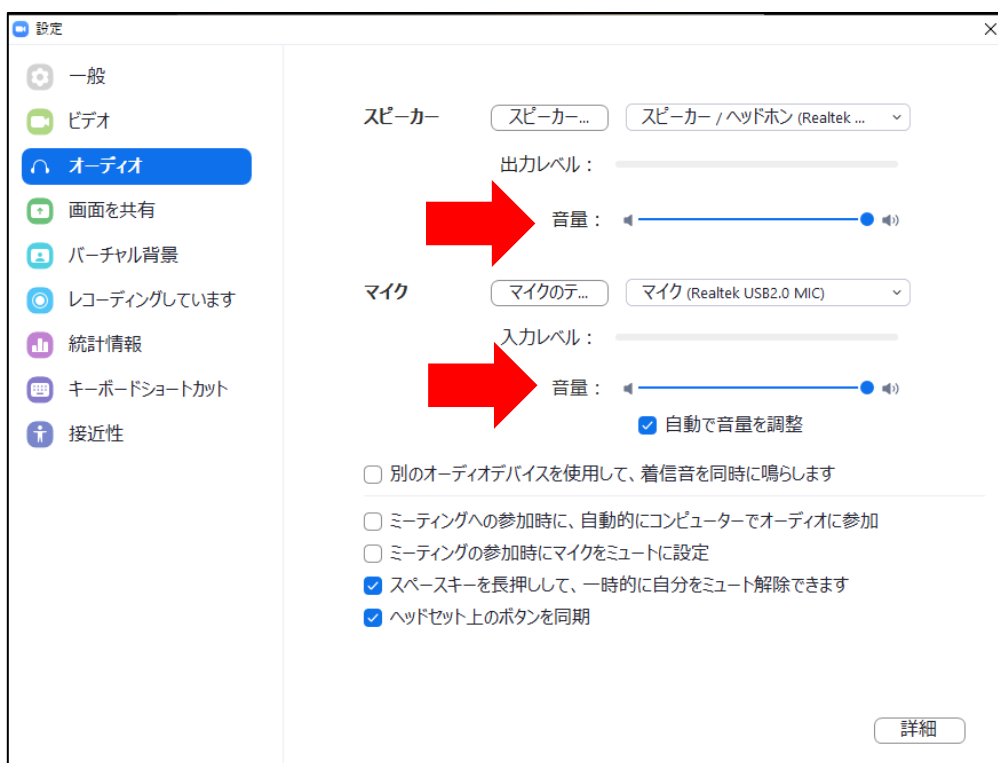 設定
一般
ビデオ
オーディオ
画面を共有
バーチャル背景
レコーディングしています
統計情報
キーボードショートカット
接近性
スピーカー スピーカー... スピーカー / ヘッドホン (Realtek ...
出力レベル：
音量：
マイク マイクのテ... マイク (Realtek USB2.0 MIC)
入力レベル：
音量：
自動で音量を調整
別のオーディオデバイスを使用して、着信音を同時に鳴らします
ミーティングへの参加時に、自動的にコンピューターでオーディオに参加
ミーティングの参加時にマイクをミュートに設定
スペースキーを長押しして、一時的に自分をミュート解除できます
ヘッドセット上のボタンを同期
詳細